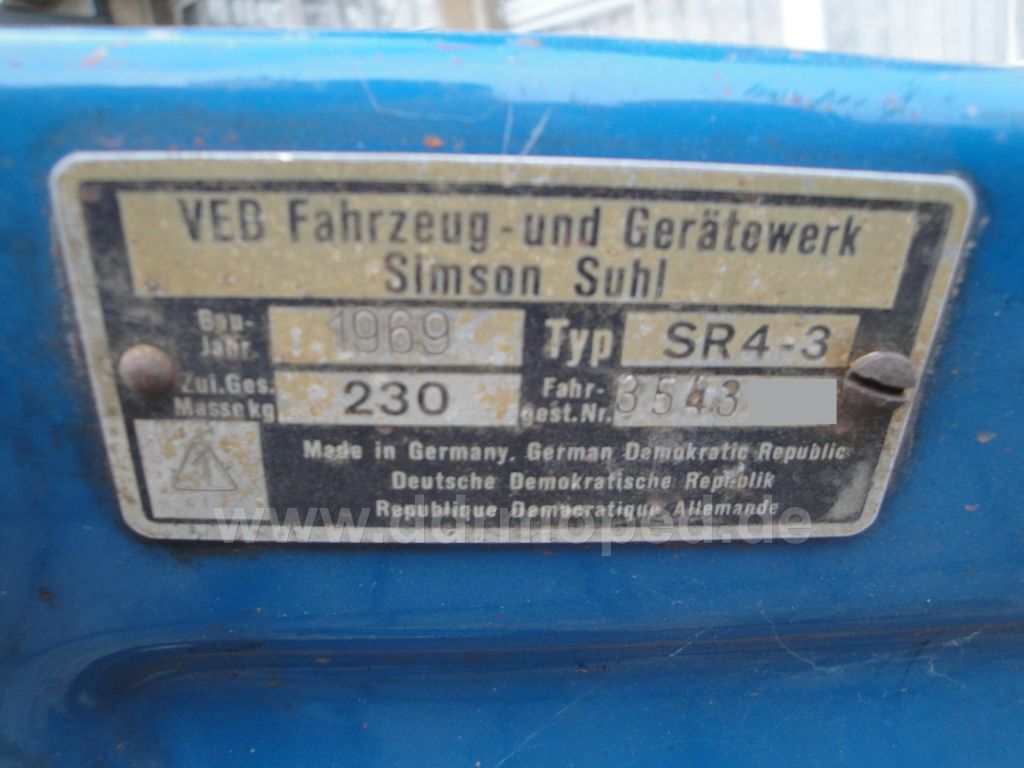 VEB Fahrzeug-und Gerätewerk
Simson Suhl
Bau-
Jahr. 1969 Typ SR4-3
Zul. Ges.
Masse kg 230 Fahr-
gest. Nr. 3543
Made in Germany. German Demokratic Republic
Deutsche Demokratische Republik
Republique Democratique Allemande
www.ddrmoped.de